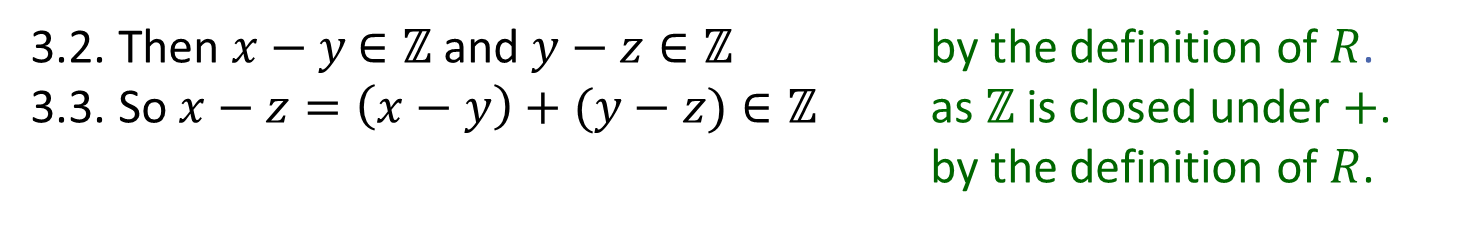 3.2. Then x − y ∈ ℤ and y − z ∈ ℤ by the definition of R.
3.3. So x − z = (x − y) + (y − z) ∈ ℤ as ℤ is closed under +.
by the definition of R.